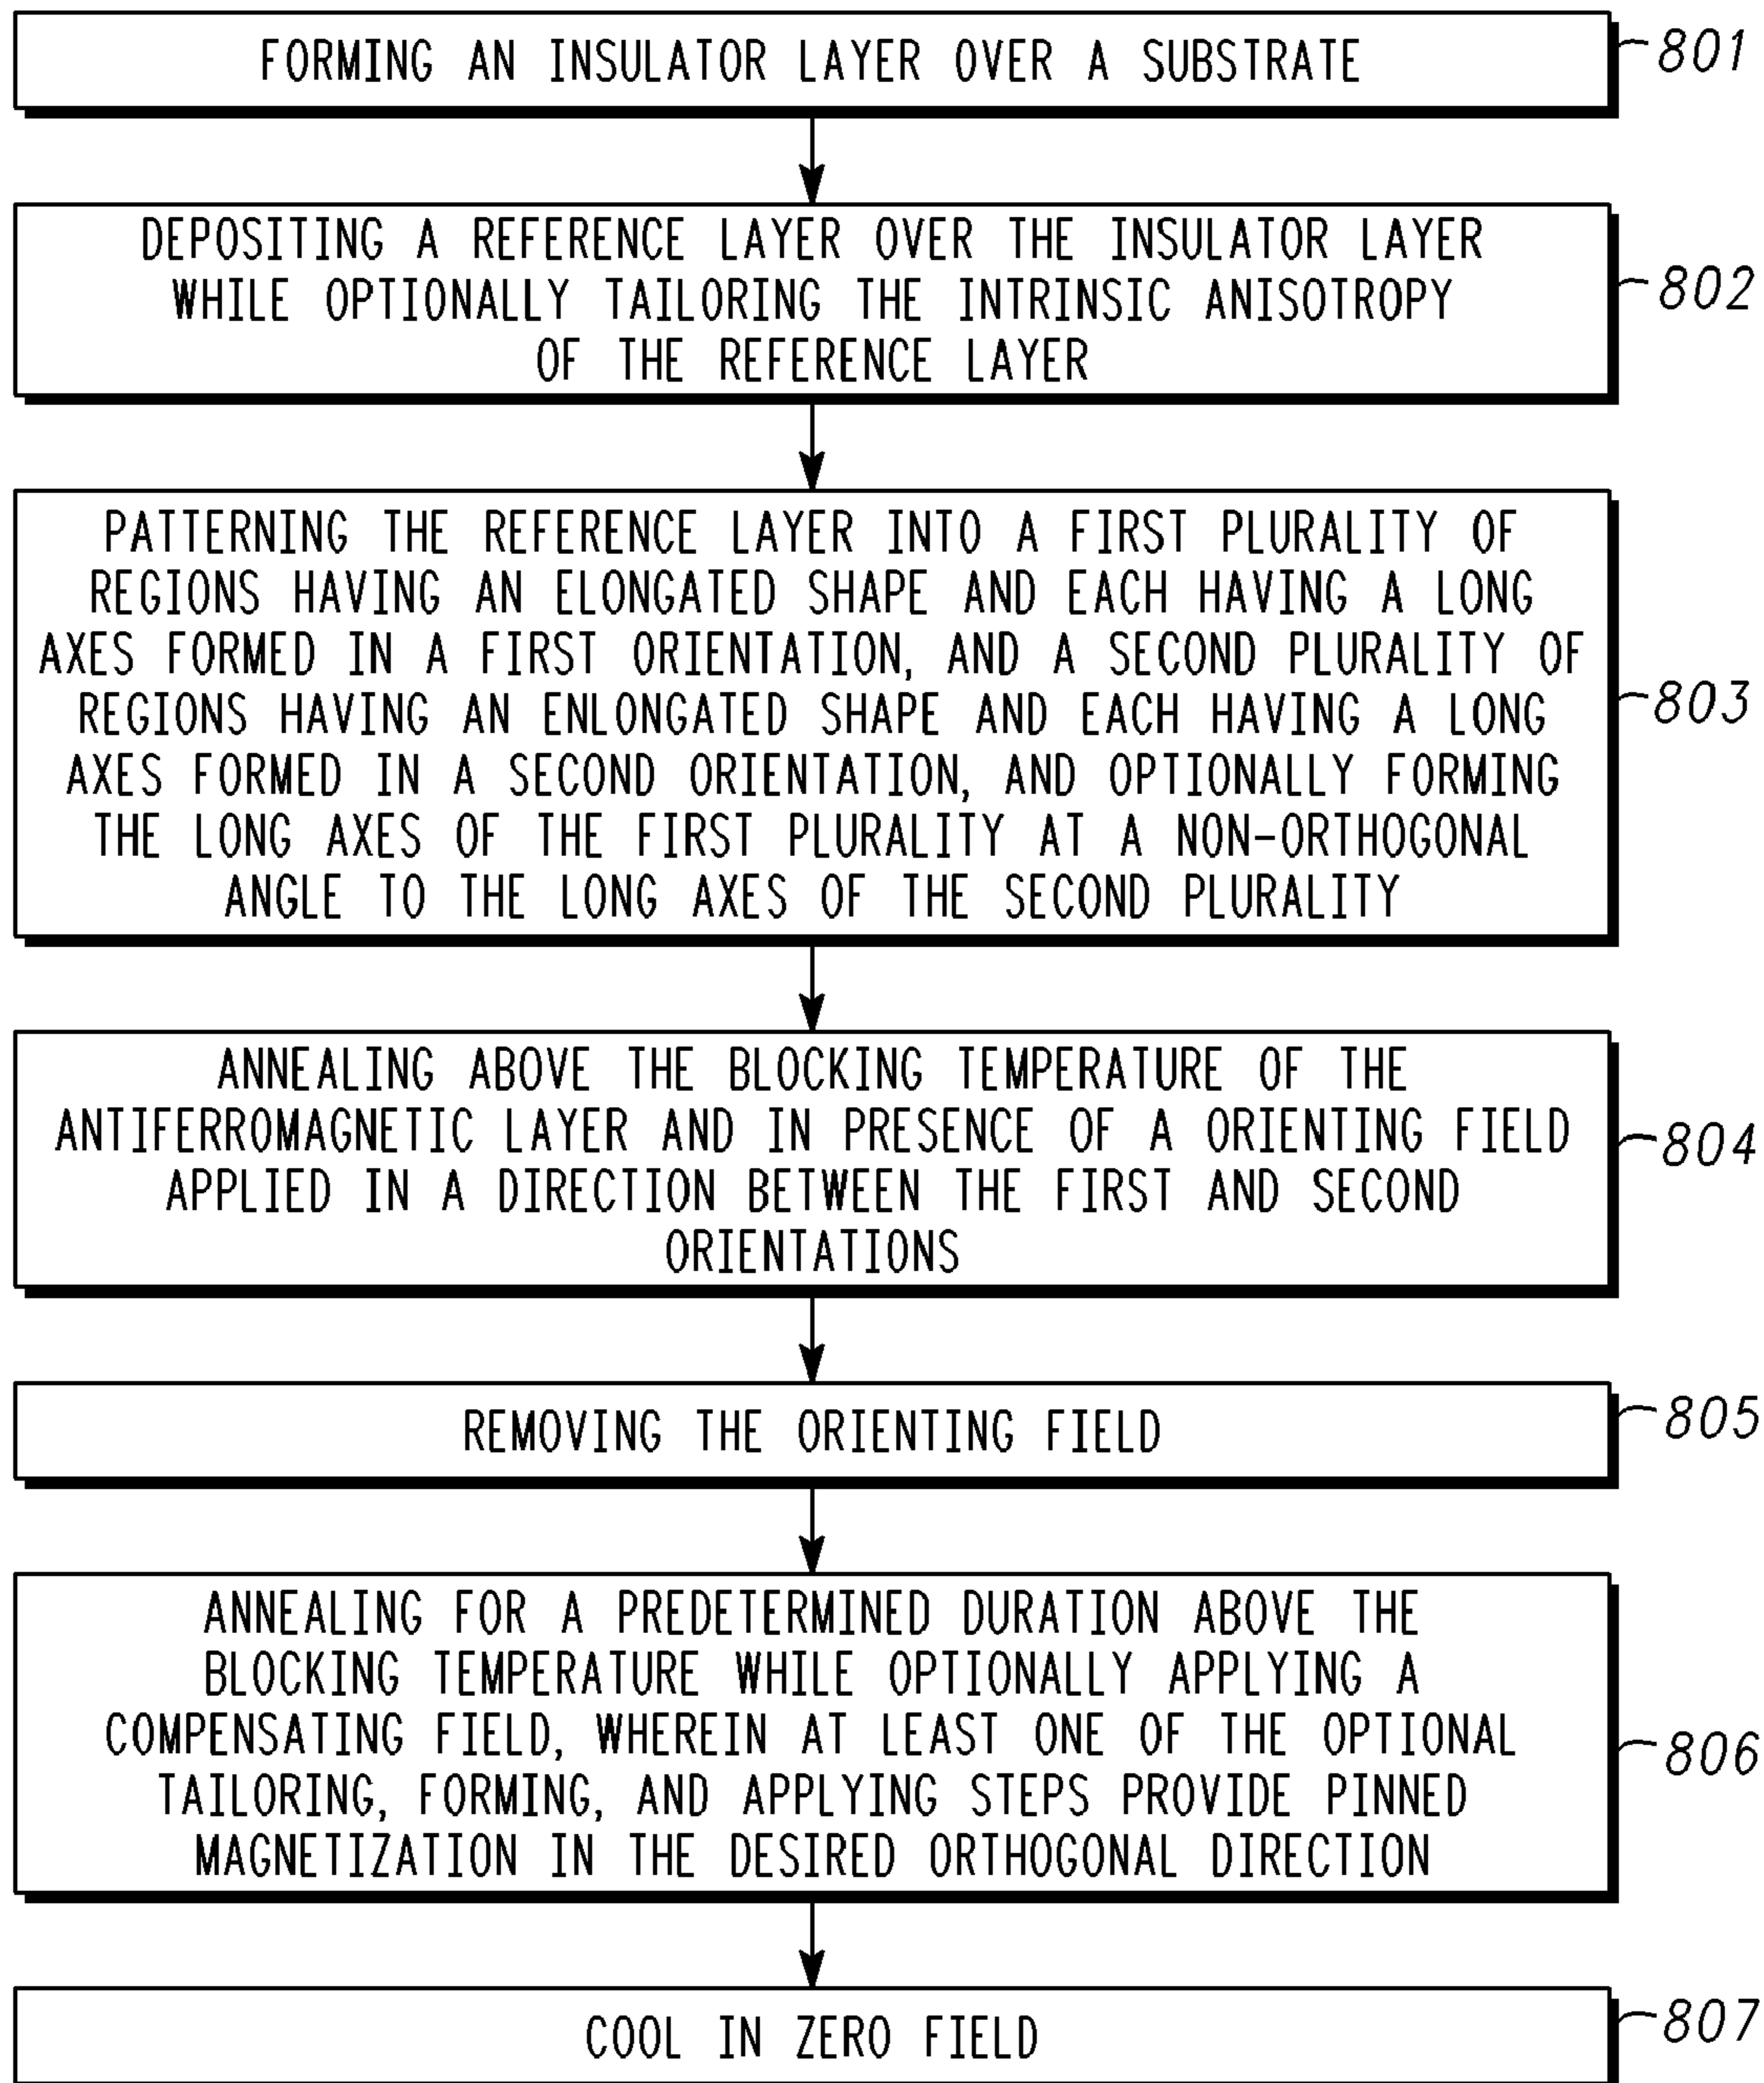 FORMING AN INSULATOR LAYER OVER A SUBSTRATE
801
DEPOSITING A REFERENCE LAYER OVER THE INSULATOR LAYER
WHILE OPTIONALLY TAILORING THE INTRINSIC ANISOTROPY
OF THE REFERENCE LAYER
802
PATTERNING THE REFERENCE LAYER INTO A FIRST PLURALITY OF
REGIONS HAVING AN ELONGATED SHAPE AND EACH HAVING A LONG
AXES FORMED IN A FIRST ORIENTATION, AND A SECOND PLURALITY OF
REGIONS HAVING AN ENLONGATED SHAPE AND EACH HAVING A LONG
AXES FORMED IN A SECOND ORIENTATION, AND OPTIONALLY FORMING
THE LONG AXES OF THE FIRST PLURALITY AT A NON-ORTHOGONAL
ANGLE TO THE LONG AXES OF THE SECOND PLURALITY
803
ANNEALING ABOVE THE BLOCKING TEMPERATURE OF THE
ANTIFERROMAGNETIC LAYER AND IN PRESENCE OF A ORIENTING FIELD
APPLIED IN A DIRECTION BETWEEN THE FIRST AND SECOND
ORIENTATIONS
804
REMOVING THE ORIENTING FIELD
805
ANNEALING FOR A PREDETERMINED DURATION ABOVE THE
BLOCKING TEMPERATURE WHILE OPTIONALLY APPLYING A
COMPENSATING FIELD, WHEREIN AT LEAST ONE OF THE OPTIONAL
TAILORING, FORMING, AND APPLYING STEPS PROVIDE PINNED
MAGNETIZATION IN THE DESIRED ORTHOGONAL DIRECTION
806
COOL IN ZERO FIELD
807